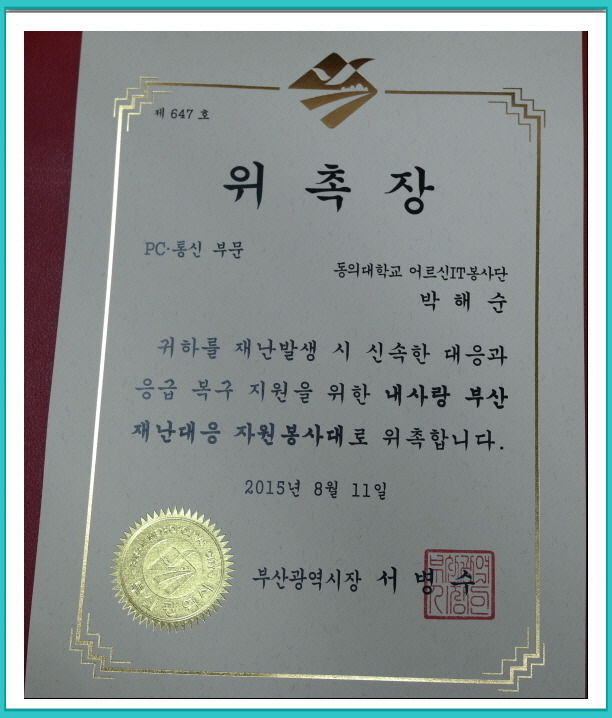 제 647 호
위 촉 장
PC·통신 부문
동의대학교 어르신IT봉사단
박 해 순
귀하를 재난발생 시 신속한 대응과
응급 복구 지원을 위한 내사랑 부산
재난대응 자원봉사대로 위촉합니다.
2015년 8월 11일
부산광역시장 서 병 수